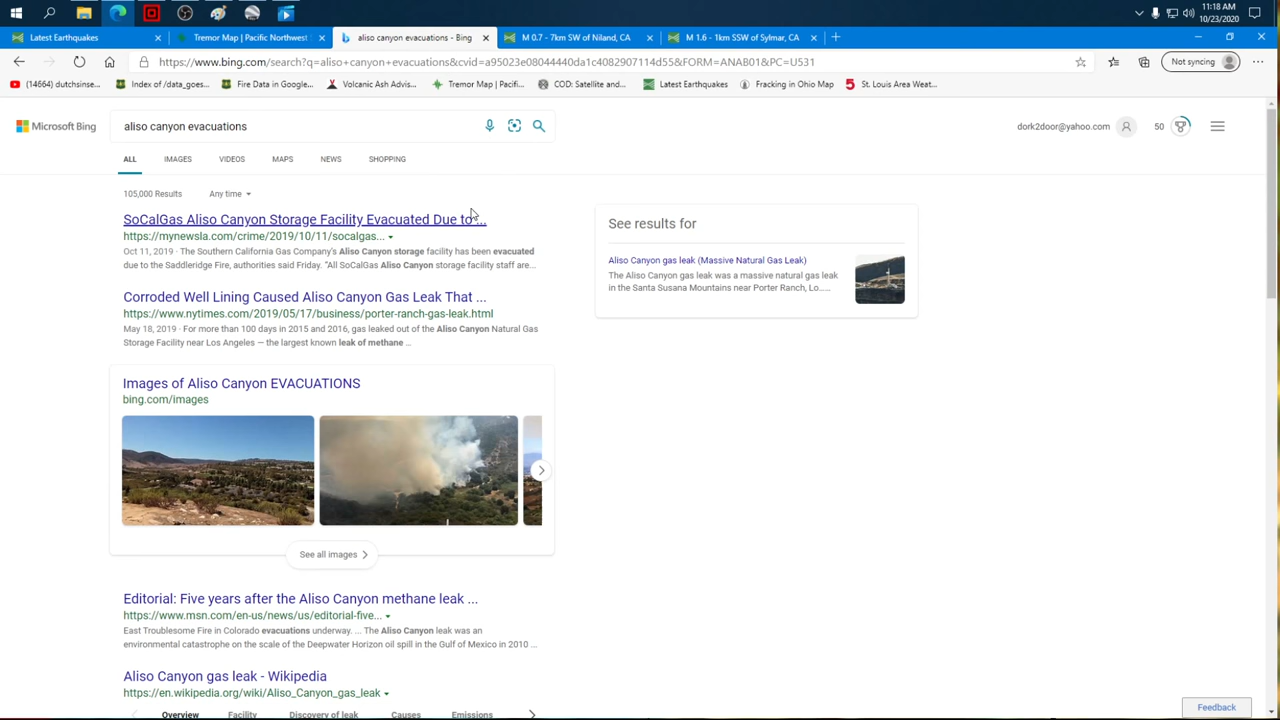 11:18 AM
10/23/2020
Latest Earthquakes
Tremor Map | Pacific Northwest
aliso canyon evacuations - Bing
M 0.7 - 7km SW of Niland, CA
M 1.6 - 1km SSW of Sylmar, CA
https://www.bing.com/search?q=aliso+canyon+evacuations&cvid=a95023e08044440da1c4082907114d55&FORM=ANAB01&PC=U531
Not syncing
(14664) dutchsinse...
Index of /data_goes...
Fire Data in Google...
Volcanic Ash Advis...
Tremor Map | Pacifi...
COD: Satellite and...
Latest Earthquakes
Fracking in Ohio Map
St. Louis Area Weat...
Microsoft Bing
aliso canyon evacuations
dork2door@yahoo.com
50
ALL
IMAGES
VIDEOS
MAPS
NEWS
SHOPPING
105,000 Results
Any time
SoCalGas Aliso Canyon Storage Facility Evacuated Due to ...
https://mynewsla.com/crime/2019/10/11/socalgas...
Oct 11, 2019 · The Southern California Gas Company's Aliso Canyon storage facility has been evacuated
due to the Saddleridge Fire, authorities said Friday. "All SoCalGas Aliso Canyon storage facility staff are...
Corroded Well Lining Caused Aliso Canyon Gas Leak That ...
https://www.nytimes.com/2019/05/17/business/porter-ranch-gas-leak.html
May 18, 2019 · For more than 100 days in 2015 and 2016, gas leaked out of the Aliso Canyon Natural Gas
Storage Facility near Los Angeles — the largest known leak of methane ...
Images of Aliso Canyon EVACUATIONS
bing.com/images
See all images
Editorial: Five years after the Aliso Canyon methane leak ...
https://www.msn.com/en-us/news/us/editorial-five...
East Troublesome Fire in Colorado evacuations underway. ... The Aliso Canyon leak was an
environmental catastrophe on the scale of the Deepwater Horizon oil spill in the Gulf of Mexico in 2010 ...
Aliso Canyon gas leak - Wikipedia
https://en.wikipedia.org/wiki/Aliso_Canyon_gas_leak
Overview
Facility
Discovery of leak
Causes
Emissions
See results for
Aliso Canyon gas leak (Massive Natural Gas Leak)
The Aliso Canyon gas leak was a massive natural gas leak
in the Santa Susana Mountains near Porter Ranch, Lo.....
Feedback